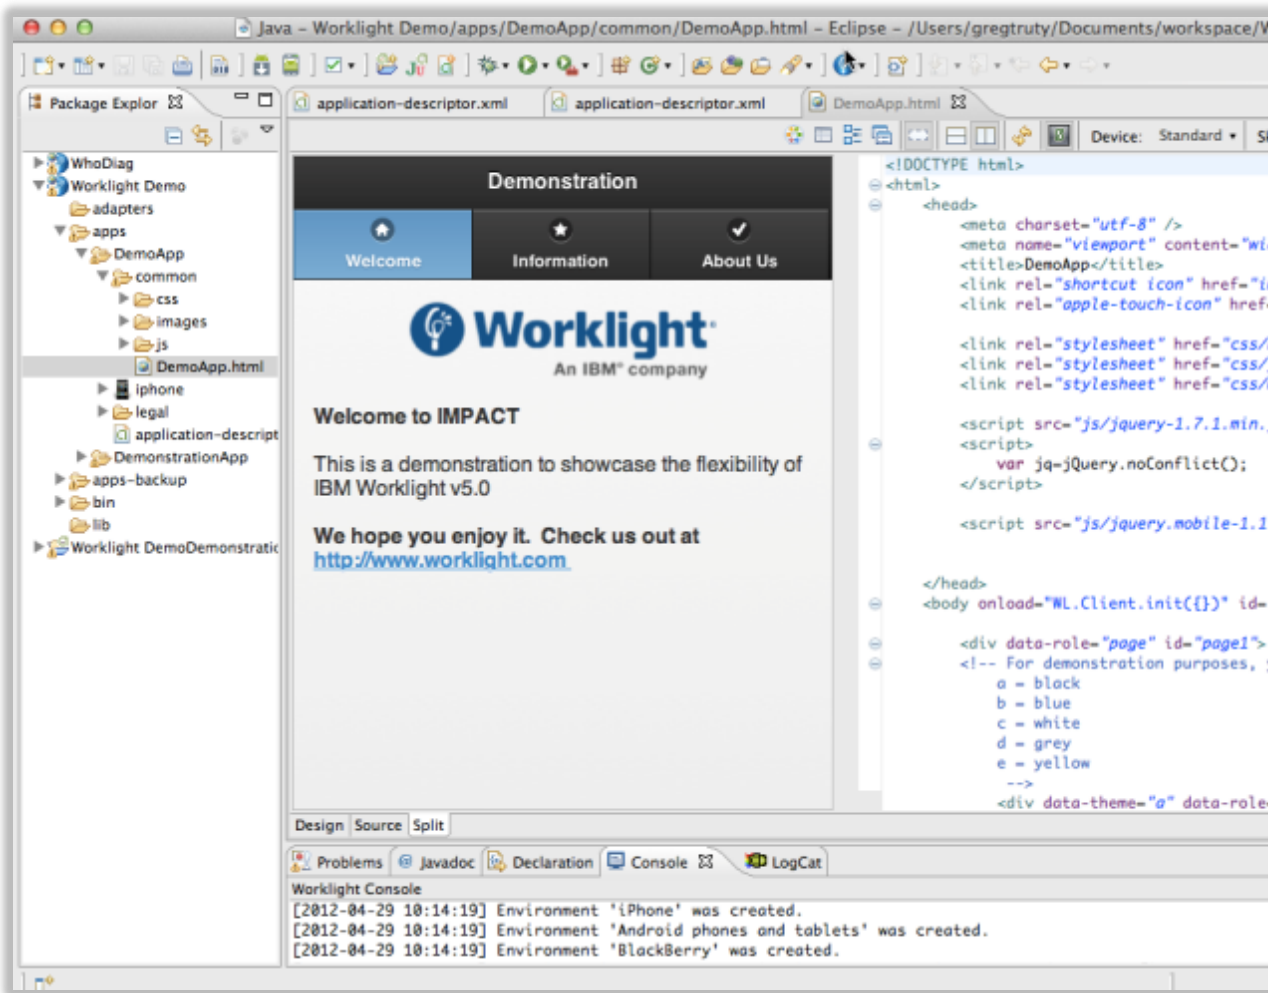 Java – Worklight Demo/apps/DemoApp/common/DemoApp.html – Eclipse – /Users/gregtruty/Documents/workspace/W
Package Explor
application-descriptor.xml
application-descriptor.xml
DemoApp.html
Device: Standard
WhoDiag
Worklight Demo
adapters
apps
DemoApp
common
css
images
js
DemoApp.html
iphone
legal
application-descript
DemonstrationApp
apps-backup
bin
lib
Worklight DemoDemonstratic
Demonstration
Welcome
Information
About Us
Worklight
An IBM® company
Welcome to IMPACT
This is a demonstration to showcase the flexibility of
IBM Worklight v5.0
We hope you enjoy it. Check us out at
http://www.worklight.com
<!DOCTYPE html>
<html>
<head>
<meta charset="utf-8" />
<meta name="viewport" content="wi
<title>DemoApp</title>
<link rel="shortcut icon" href="i
<link rel="apple-touch-icon" href
<link rel="stylesheet" href="css/
<link rel="stylesheet" href="css/
<link rel="stylesheet" href="css/
<script src="js/jquery-1.7.1.min.
<script>
var jq=jQuery.noConflict();
</script>
<script src="js/jquery.mobile-1.1
</head>
<body onload="WL.Client.init({})" id=
<div data-role="page" id="page1">
<!-- For demonstration purposes,
a = black
b = blue
c = white
d = grey
e = yellow
-->
<div data-theme="a" data-role=
Design Source Split
Problems Javadoc Declaration Console LogCat
Worklight Console
[2012-04-29 10:14:19] Environment 'iPhone' was created.
[2012-04-29 10:14:19] Environment 'Android phones and tablets' was created.
[2012-04-29 10:14:19] Environment 'BlackBerry' was created.